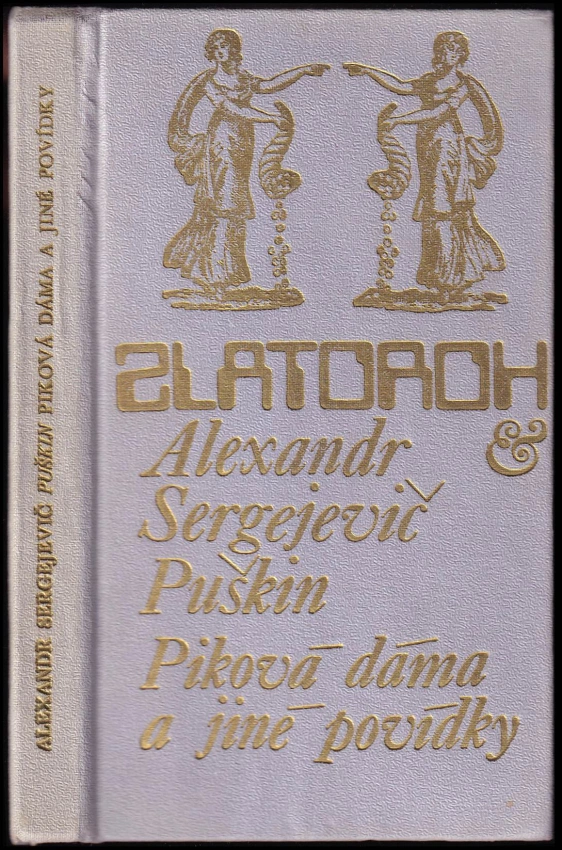 ALEXANDR SERGEJEVIČ PUŠKIN PIKOVÁ DÁMA A JINÉ POVÍDKY
ZLATOROH
&
Alexandr
Sergejevič
Puškin
Piková dáma
a jiné povídky